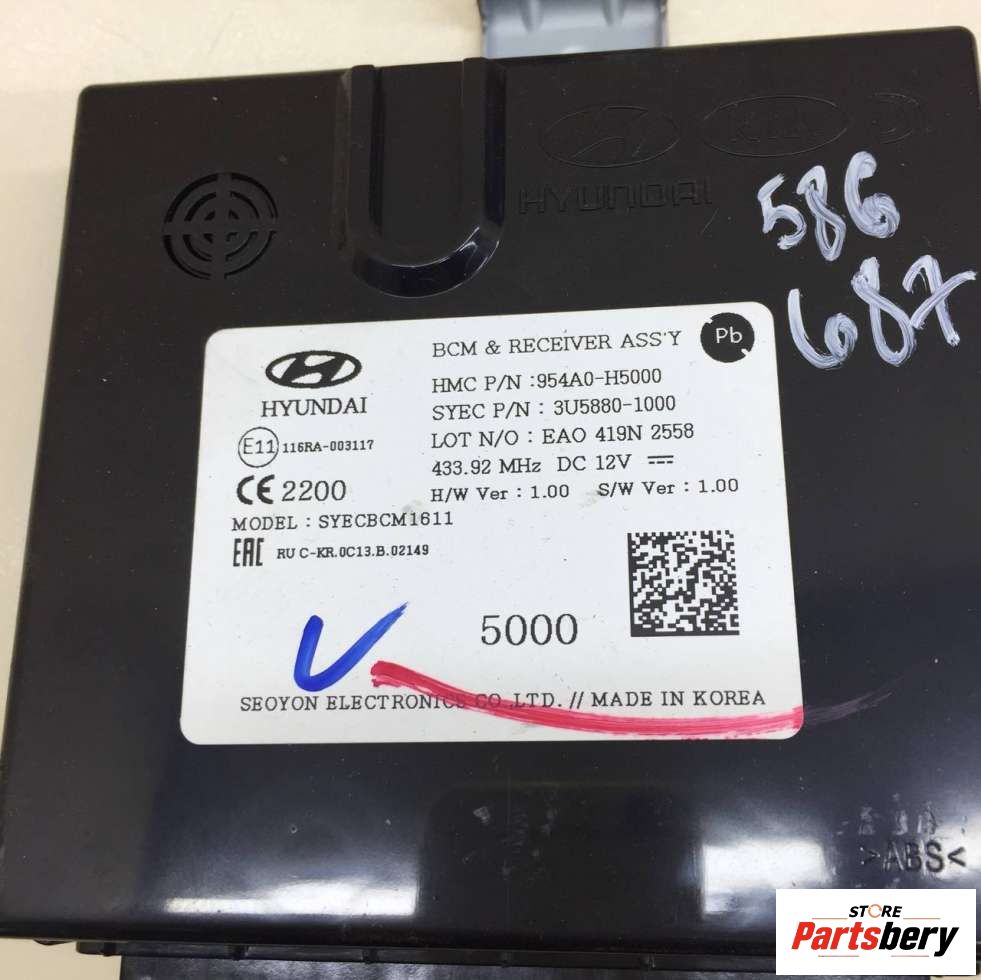 KIA
HYUNDAI
586
687
Pb
BCM & RECEIVER ASS'Y
HYUNDAI
HMC P/N :954A0-H5000
SYEC P/N : 3U5880-1000
LOT N/O : EAO 419N 2558
E11 116RA-003117
433.92 MHz DC 12V
CE 2200
H/W Ver : 1.00 S/W Ver : 1.00
MODEL : SYECBCM1611
EAC RU C-KR.0C13.B.02149
5000
SEOYON ELECTRONICS CO.,LTD. // MADE IN KOREA
>ABS<
STORE
Partsbery